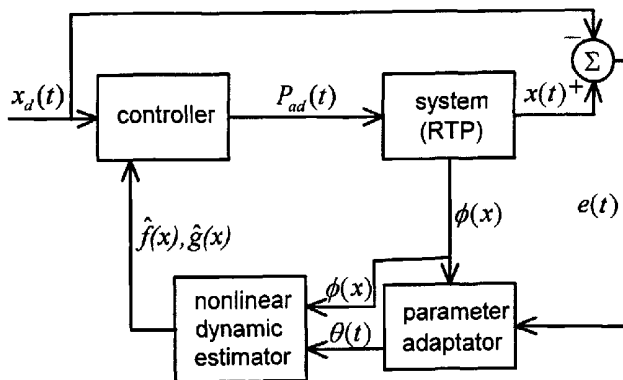 x_d(t)
controller
P_ad(t)
system
(RTP)
x(t)
+
−
Σ
ϕ(x)
e(t)
f̂(x), ĝ(x)
nonlinear
dynamic
estimator
ϕ(x)
θ(t)
parameter
adaptator